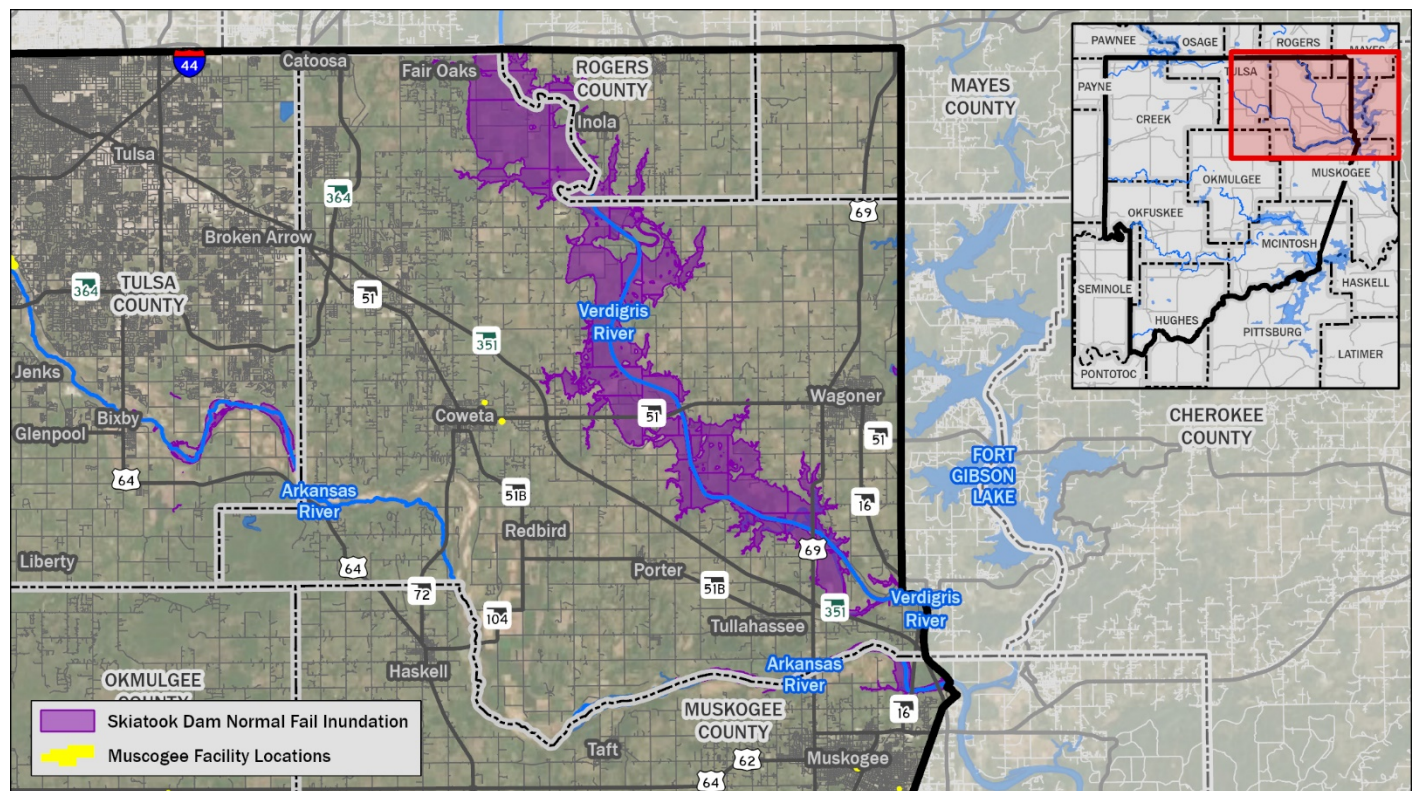 44
Catoosa
Fair Oaks
ROGERS
COUNTY
Inola
MAYES
COUNTY
Tulsa
364
69
Broken Arrow
TULSA
COUNTY
364
51
Verdigris
River
351
Jenks
Bixby
Glenpool
64
Coweta
51
Wagoner
51
CHEROKEE
COUNTY
FORT
GIBSON
LAKE
Arkansas
River
51B
16
Redbird
69
Liberty
64
72
Porter
51B
351
Verdigris
River
104
Tullahassee
Haskell
Arkansas
River
OKMULGEE
COUNTY
MUSKOGEE
COUNTY
16
Taft
62
Muskogee
64
Skiatook Dam Normal Fail Inundation
Muscogee Facility Locations
PAWNEE
OSAGE
ROGERS
MAYES
TULSA
PAYNE
CREEK
MUSKOGEE
OKMULGEE
OKFUSKEE
MCINTOSH
SEMINOLE
HASKELL
HUGHES
PITTSBURG
LATIMER
PONTOTOC